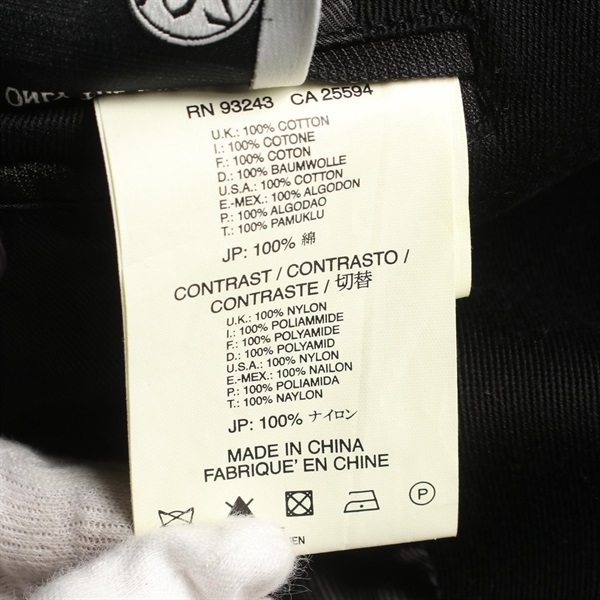 RN 93243 CA 25594
U.K.: 100% COTTON
I.: 100% COTONE
F.: 100% COTON
D.: 100% BAUMWOLLE
U.S.A.: 100% COTTON
E.-MEX.: 100% ALGODON
P.: 100% ALGODAO
T.: 100% PAMUKLU
JP: 100% 綿
CONTRAST / CONTRASTO /
CONTRASTE / 切替
U.K.: 100% NYLON
I.: 100% POLIAMMIDE
F.: 100% POLYAMIDE
D.: 100% POLYAMID
U.S.A.: 100% NYLON
E.-MEX.: 100% NAILON
P.: 100% POLIAMIDA
T.: 100% NAYLON
JP: 100% ナイロン
MADE IN CHINA
FABRIQUE' EN CHINE
P